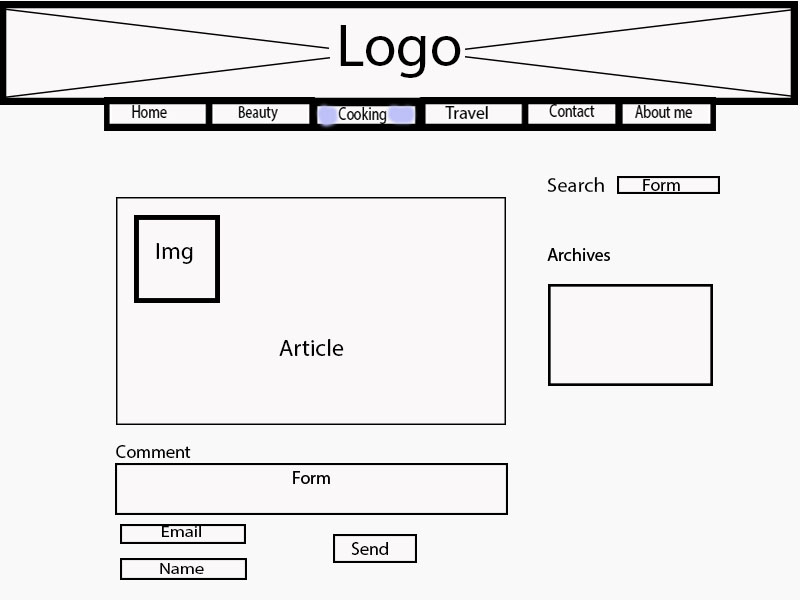 Logo
Home
Beauty
Cooking
Travel
Contact
About me
Search
Form
Img
Article
Archives
Comment
Form
Email
Name
Send